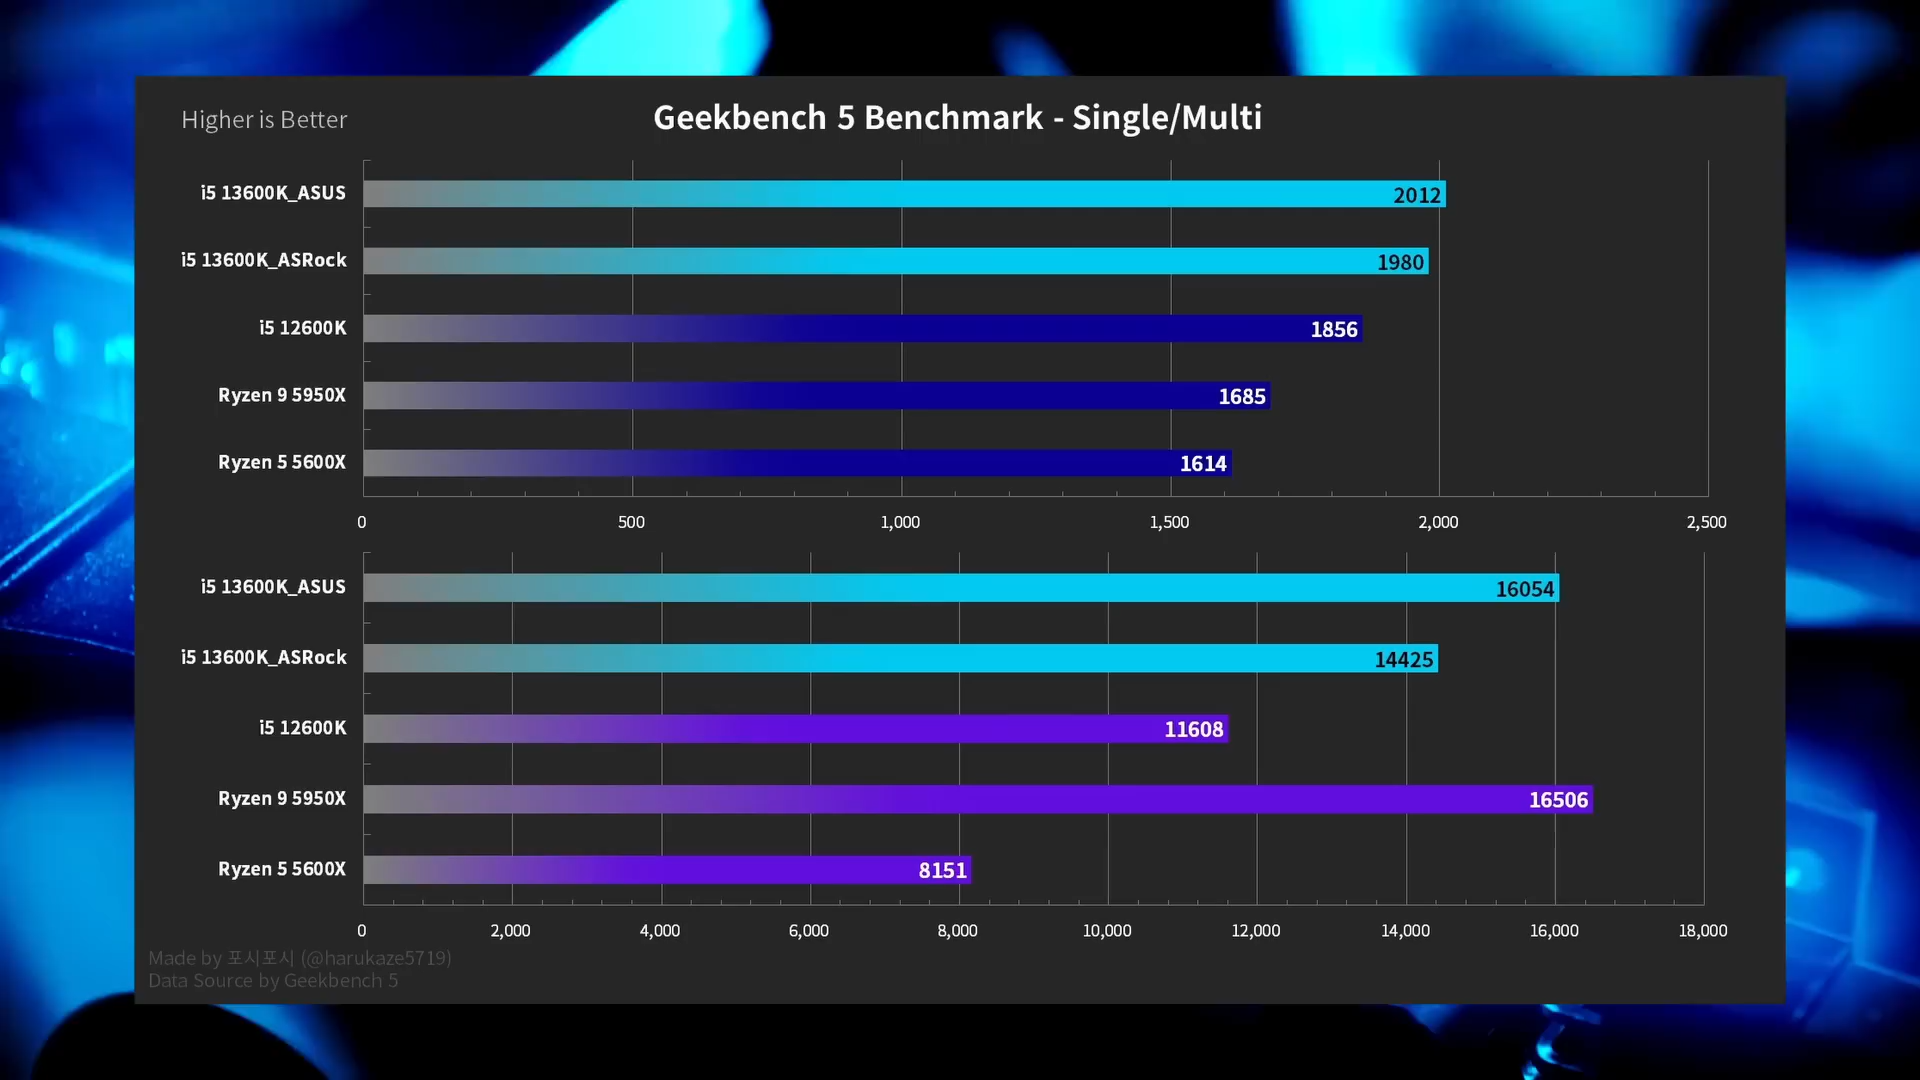 Higher is Better
Geekbench 5 Benchmark - Single/Multi
i5 13600K_ASUS
2012
i5 13600K_ASRock
1980
i5 12600K
1856
Ryzen 9 5950X
1685
Ryzen 5 5600X
1614
0 500 1,000 1,500 2,000 2,500
i5 13600K_ASUS
16054
i5 13600K_ASRock
14425
i5 12600K
11608
Ryzen 9 5950X
16506
Ryzen 5 5600X
8151
0 2,000 4,000 6,000 8,000 10,000 12,000 14,000 16,000 18,000
Made by 포시포시 (@harukaze5719)
Data Source by Geekbench 5